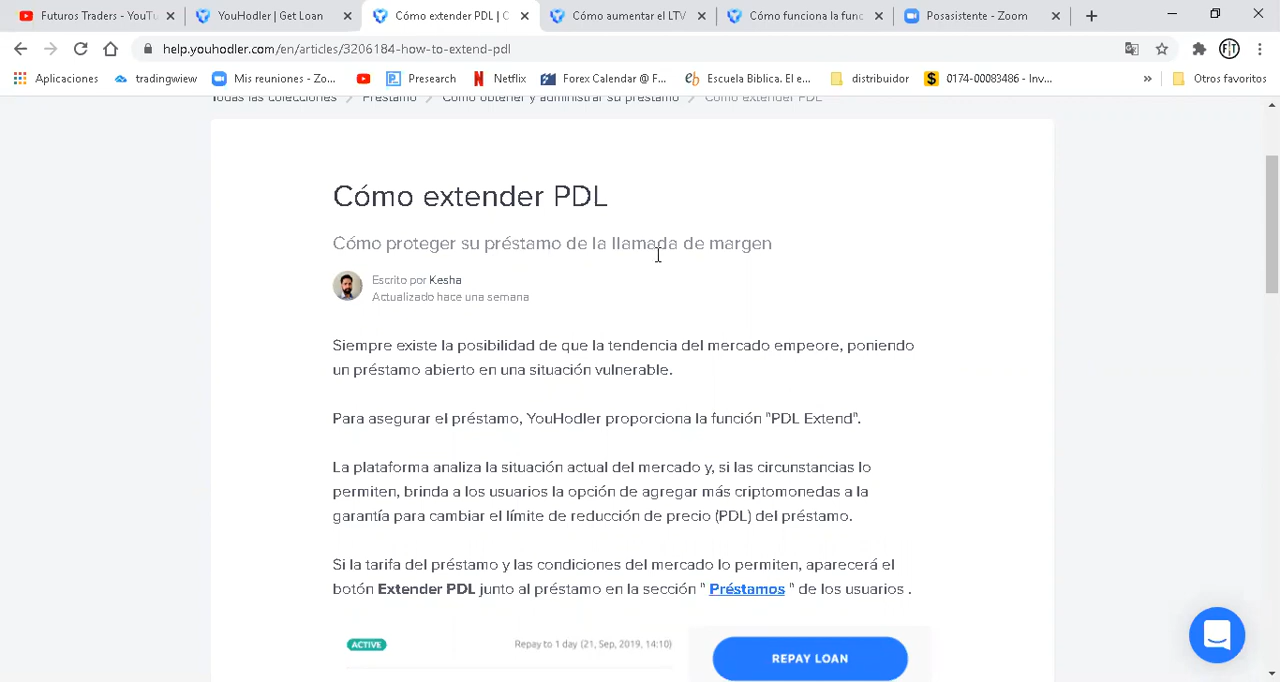 Futuros Traders - YouTu
YouHodler | Get Loan
Cómo extender PDL | C
Cómo aumentar el LTV
Cómo funciona la func
Posasistente - Zoom
help.youhodler.com/en/articles/3206184-how-to-extend-pdl
Aplicaciones
tradingwiew
Mis reuniones - Zo...
Presearch
Netflix
Forex Calendar @ F...
Escuela Biblica. El e...
distribuidor
0174-00083486 - Inv...
»
Otros favoritos
Todas las colecciones > Préstamo > Cómo obtener y administrar su préstamo > Cómo extender PDL
Cómo extender PDL
Cómo proteger su préstamo de la llamada de margen
Escrito por Kesha
Actualizado hace una semana
Siempre existe la posibilidad de que la tendencia del mercado empeore, poniendo
un préstamo abierto en una situación vulnerable.
Para asegurar el préstamo, YouHodler proporciona la función "PDL Extend".
La plataforma analiza la situación actual del mercado y, si las circunstancias lo
permiten, brinda a los usuarios la opción de agregar más criptomonedas a la
garantía para cambiar el límite de reducción de precio (PDL) del préstamo.
Si la tarifa del préstamo y las condiciones del mercado lo permiten, aparecerá el
botón Extender PDL junto al préstamo en la sección " Préstamos " de los usuarios .
ACTIVE
Repay to 1 day (21, Sep, 2019, 14:10)
REPAY LOAN